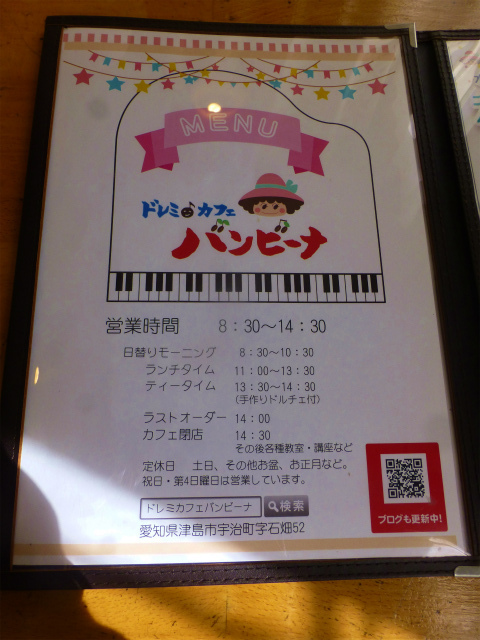 MENU
ドレミ カフェ
バンビーナ
営業時間 8:30〜14:30
日替りモーニング 8:30〜10:30
ランチタイム 11:00〜13:30
ティータイム 13:30〜14:30
(手作りドルチェ付)
ラストオーダー 14:00
カフェ閉店 14:30
その後各種教室・講座など
定休日 土日、その他お盆、お正月など。
祝日・第4日曜日は営業しています。
ドレミカフェバンビーナ 検索
愛知県津島市宇治町字石畑52
ブログも更新中!